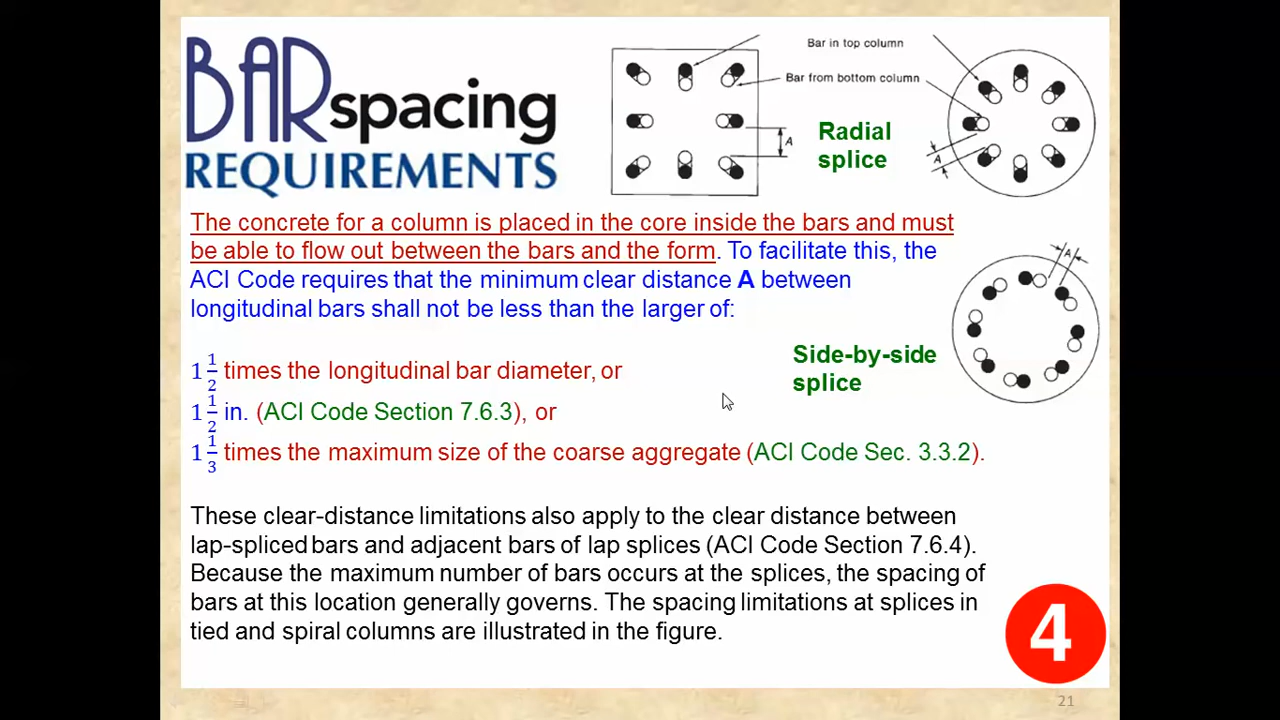 BAR spacing
REQUIREMENTS
Bar in top column
Bar from bottom column
A
Radial
splice
A
The concrete for a column is placed in the core inside the bars and must
be able to flow out between the bars and the form. To facilitate this, the
ACI Code requires that the minimum clear distance A between
longitudinal bars shall not be less than the larger of:
A
Side-by-side
splice
1 1/2 times the longitudinal bar diameter, or
1 1/2 in. (ACI Code Section 7.6.3), or
1 1/3 times the maximum size of the coarse aggregate (ACI Code Sec. 3.3.2).
These clear-distance limitations also apply to the clear distance between
lap-spliced bars and adjacent bars of lap splices (ACI Code Section 7.6.4).
Because the maximum number of bars occurs at the splices, the spacing of
bars at this location generally governs. The spacing limitations at splices in
tied and spiral columns are illustrated in the figure.
4
21